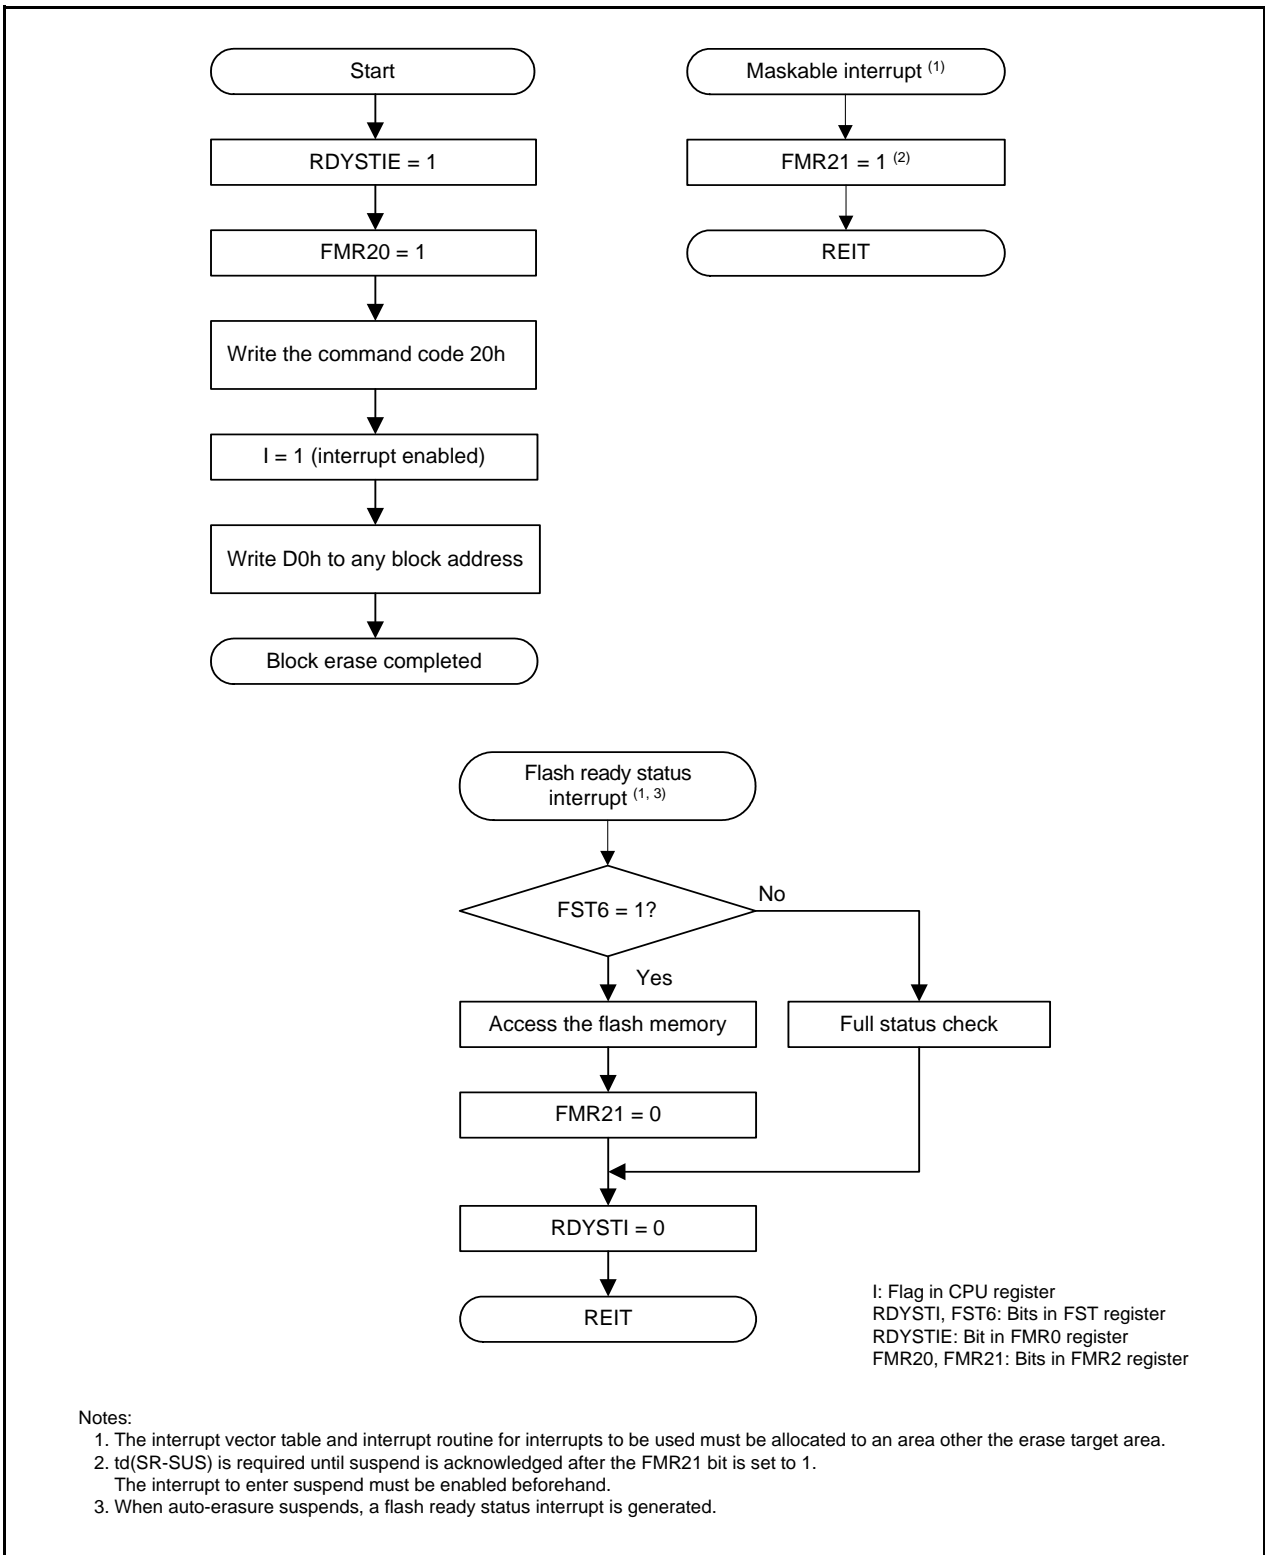 Start
RDYSTIE = 1
FMR20 = 1
Write the command code 20h
I = 1 (interrupt enabled)
Write D0h to any block address
Block erase completed
Maskable interrupt (1)
FMR21 = 1 (2)
REIT
Flash ready status
interrupt (1, 3)
FST6 = 1?
No
Yes
Access the flash memory
Full status check
FMR21 = 0
RDYSTI = 0
REIT
I: Flag in CPU register
RDYSTI, FST6: Bits in FST register
RDYSTIE: Bit in FMR0 register
FMR20, FMR21: Bits in FMR2 register
Notes:
1. The interrupt vector table and interrupt routine for interrupts to be used must be allocated to an area other the erase target area.
2. td(SR-SUS) is required until suspend is acknowledged after the FMR21 bit is set to 1.
The interrupt to enter suspend must be enabled beforehand.
3. When auto-erasure suspends, a flash ready status interrupt is generated.